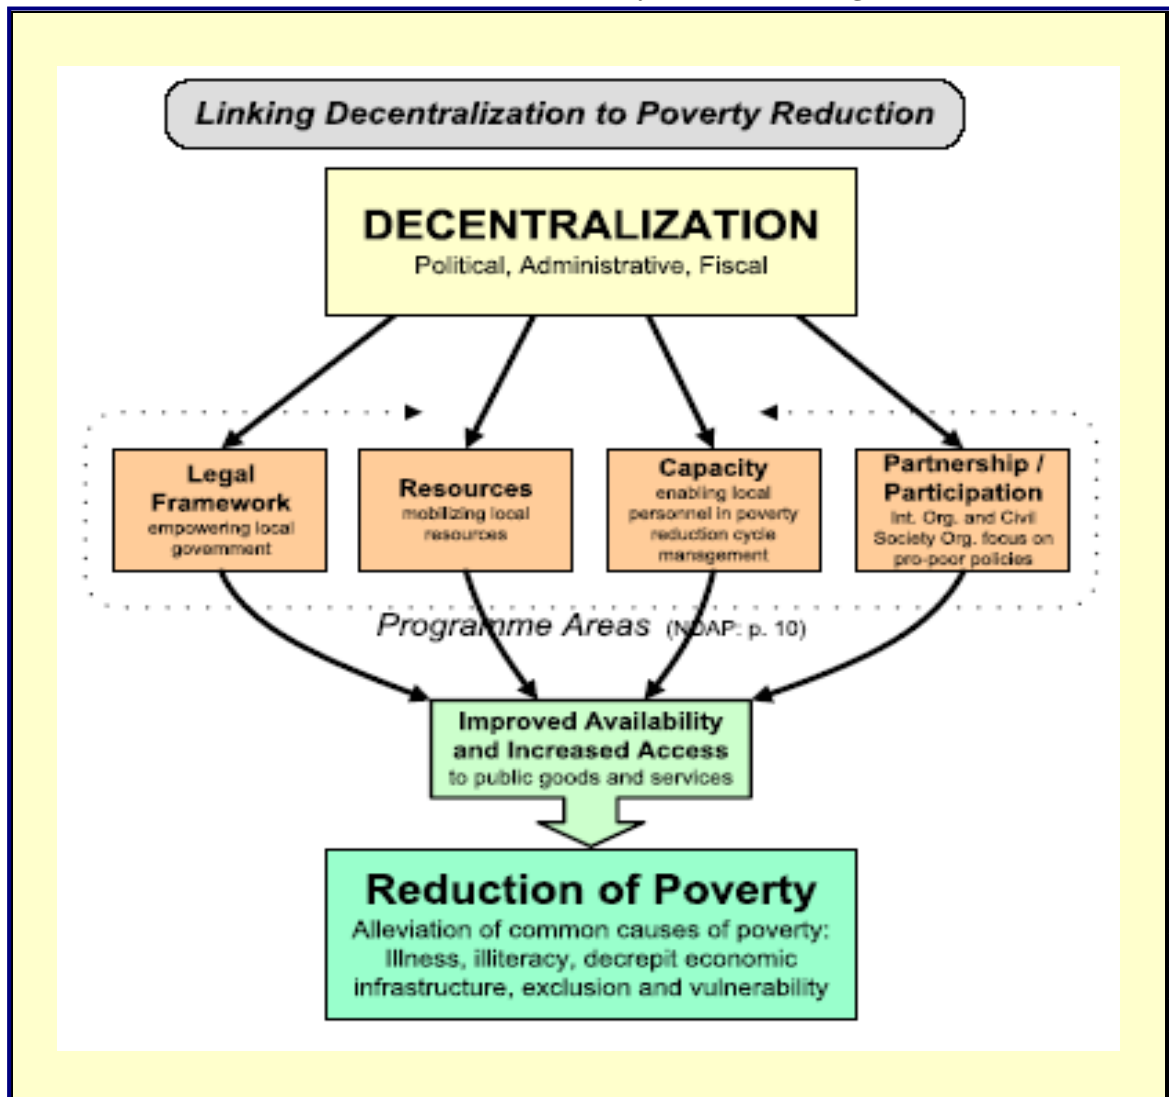 Linking Decentralization to Poverty Reduction
DECENTRALIZATION
Political, Administrative, Fiscal
Legal
Framework
empowering local
government
Resources
mobilizing local
resources
Capacity
enabling local
personnel in poverty
reduction cycle
management
Partnership /
Participation
Int. Org. and Civil
Society Org. focus on
pro-poor policies
Programme Areas (NDAP: p. 10)
Improved Availability
and Increased Access
to public goods and services
Reduction of Poverty
Alleviation of common causes of poverty:
Illness, illiteracy, decrepit economic
infrastructure, exclusion and vulnerability